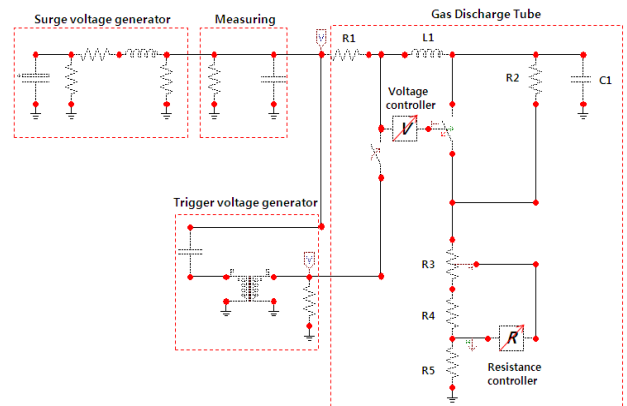 Gas Discharge Tube
Surge voltage generator
Measuring
V
R1
L1
R2
C1
Voltage
controller
V
Trigger voltage generator
V
R3
R4
R
R5
Resistance
controller